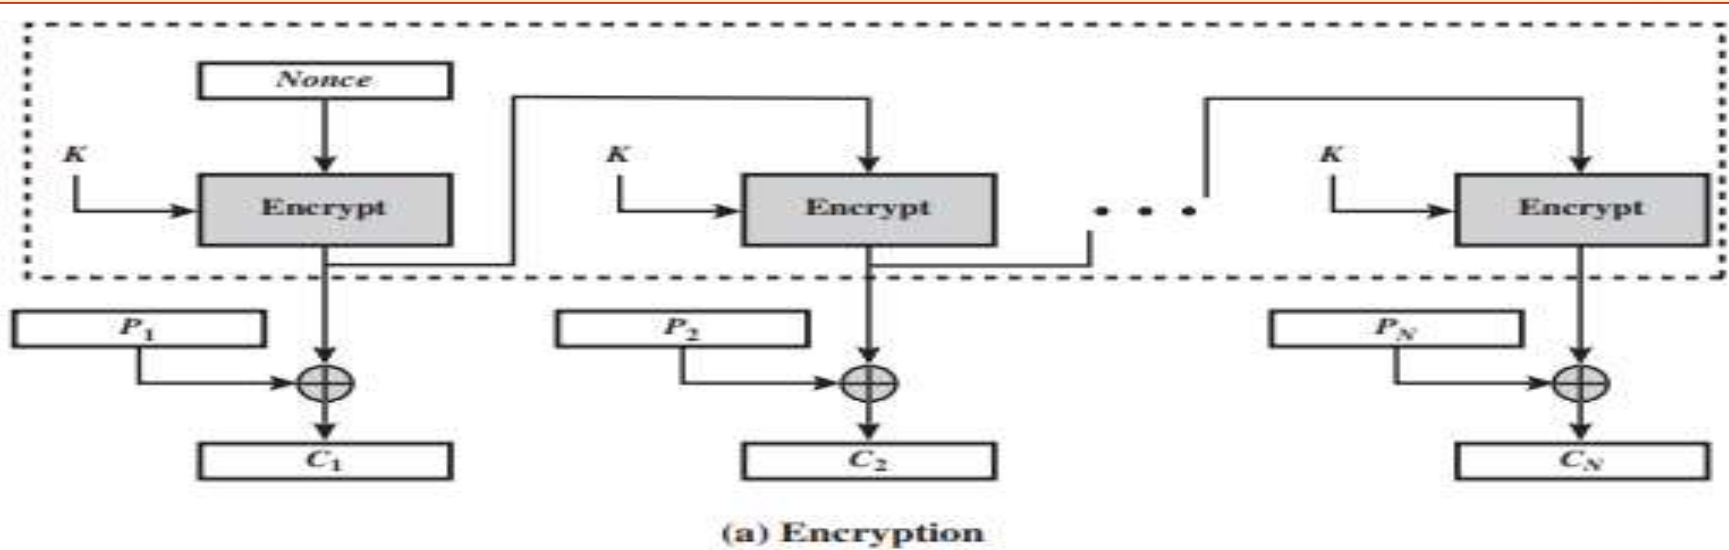 Nonce
K
K
K
Encrypt
Encrypt
Encrypt
P1
P2
PN
C1
C2
CN
(a) Encryption